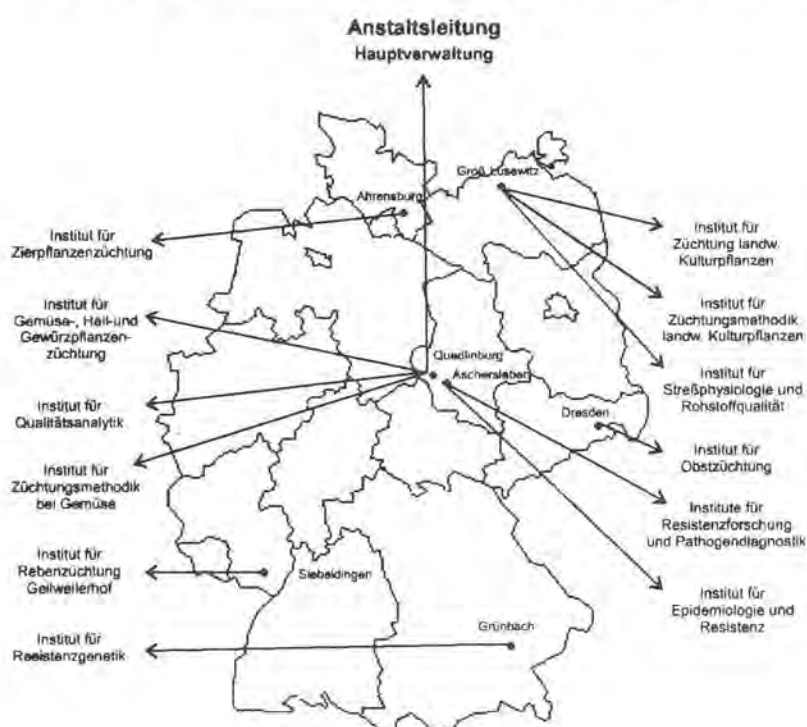 Anstaltsleitung
Hauptverwaltung
Groß Lüsewitz
Ahrensburg
Institut für
Zierpflanzenzüchtung
Institut für
Züchtung landw.
Kulturpflanzen
Institut für
Gemüse-, Heil-und
Gewürzpflanzen-
züchtung
Institut für
Züchtungsmethodik
landw. Kulturpflanzen
Quedlinburg
Aschersleben
Institut für
Streßphysiologie und
Rohstoffqualität
Institut für
Qualitätsanalytik
Dresden
Institut für
Obstzüchtung
Institut für
Züchtungsmethodik
bei Gemüse
Institute für
Resistenzforschung
und Pathogendiagnostik
Institut für
Rebenzüchtung
Geilweilerhof
Siebeldingen
Institut für
Epidemiologie und
Resistenz
Grünbach
Institut für
Resistenzgenetik